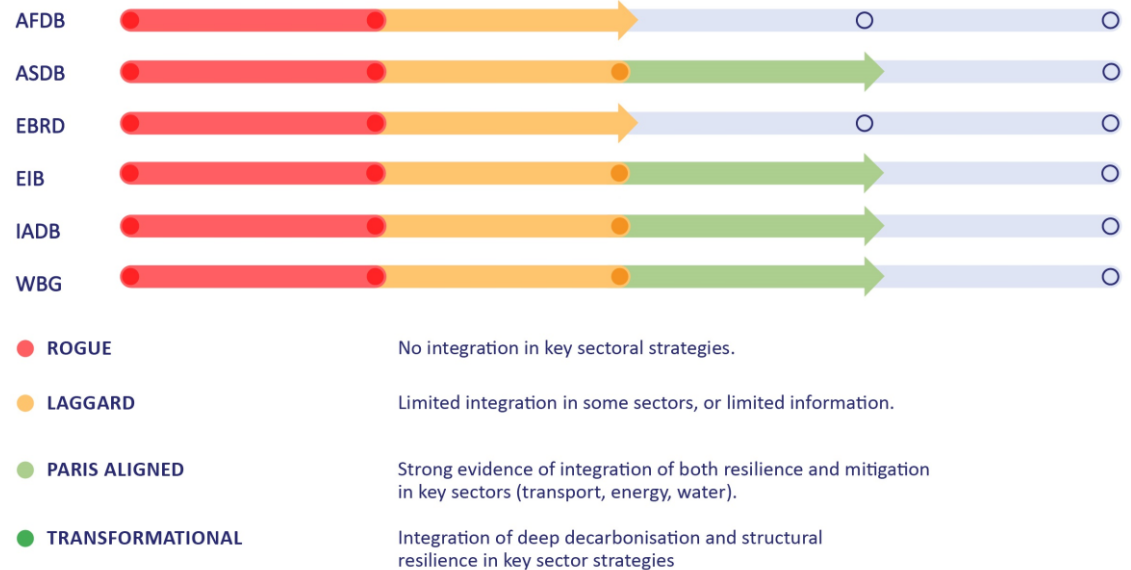 AFDB
ASDB
EBRD
EIB
IADB
WBG
ROGUE No integration in key sectoral strategies.
LAGGARD Limited integration in some sectors, or limited information.
PARIS ALIGNED Strong evidence of integration of both resilience and mitigation
in key sectors (transport, energy, water).
TRANSFORMATIONAL Integration of deep decarbonisation and structural
resilience in key sector strategies